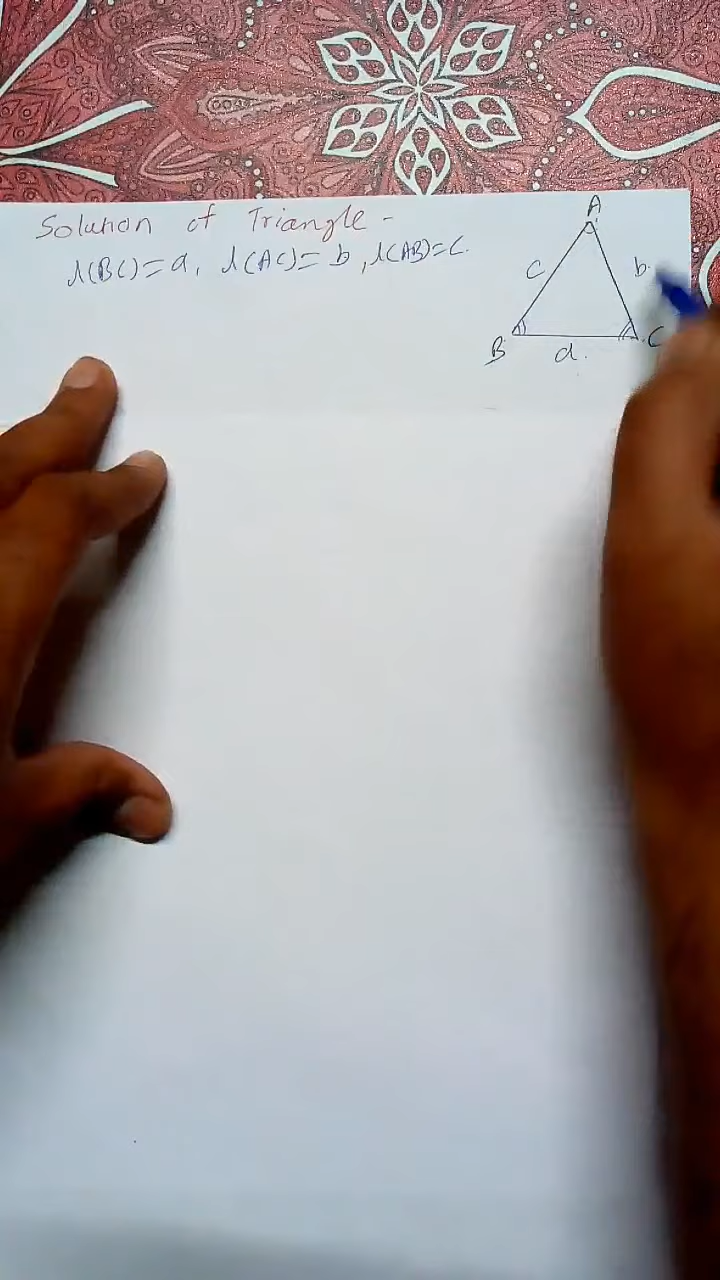 Solution of Triangle -
l(BC) = a, l(AC) = b, l(AB) = c.
A
c
b
B
a
C